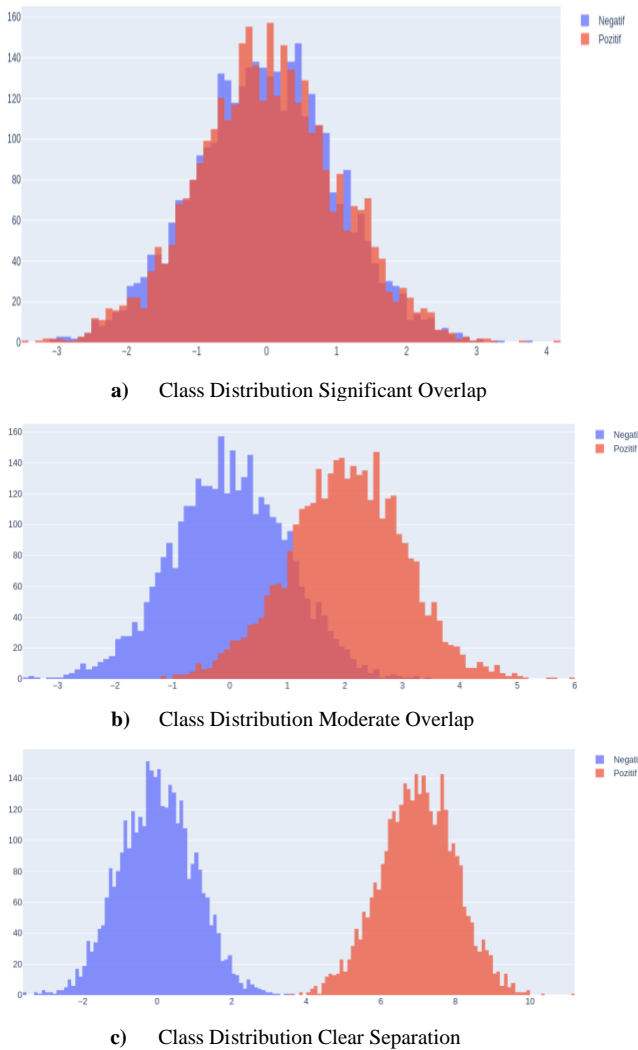 160
Negatif
140
Pozitif
120
100
80
60
40
20
0
−3 −2 −1 0 1 2 3 4
a) Class Distribution Significant Overlap
160
Negati
140
Pozitif
120
100
80
60
40
20
0
−3 −2 −1 0 1 2 3 4 5 6
b) Class Distribution Moderate Overlap
Negati
140
Pozitif
120
100
80
60
40
20
0
−2 0 2 4 6 8 10
c) Class Distribution Clear Separation